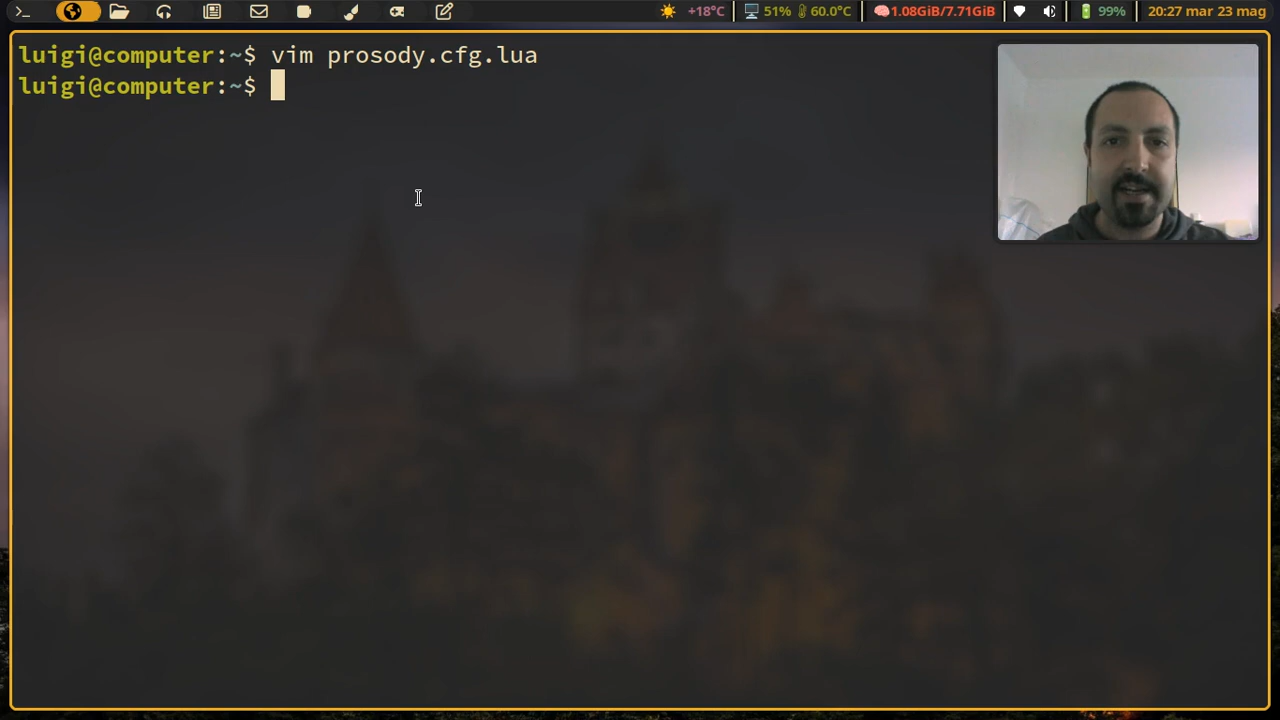 +18°C 51% 60.0°C 1.08GiB/7.71GiB 99% 20:27 mar 23 mag
luigi@computer:~$ vim prosody.cfg.lua
luigi@computer:~$